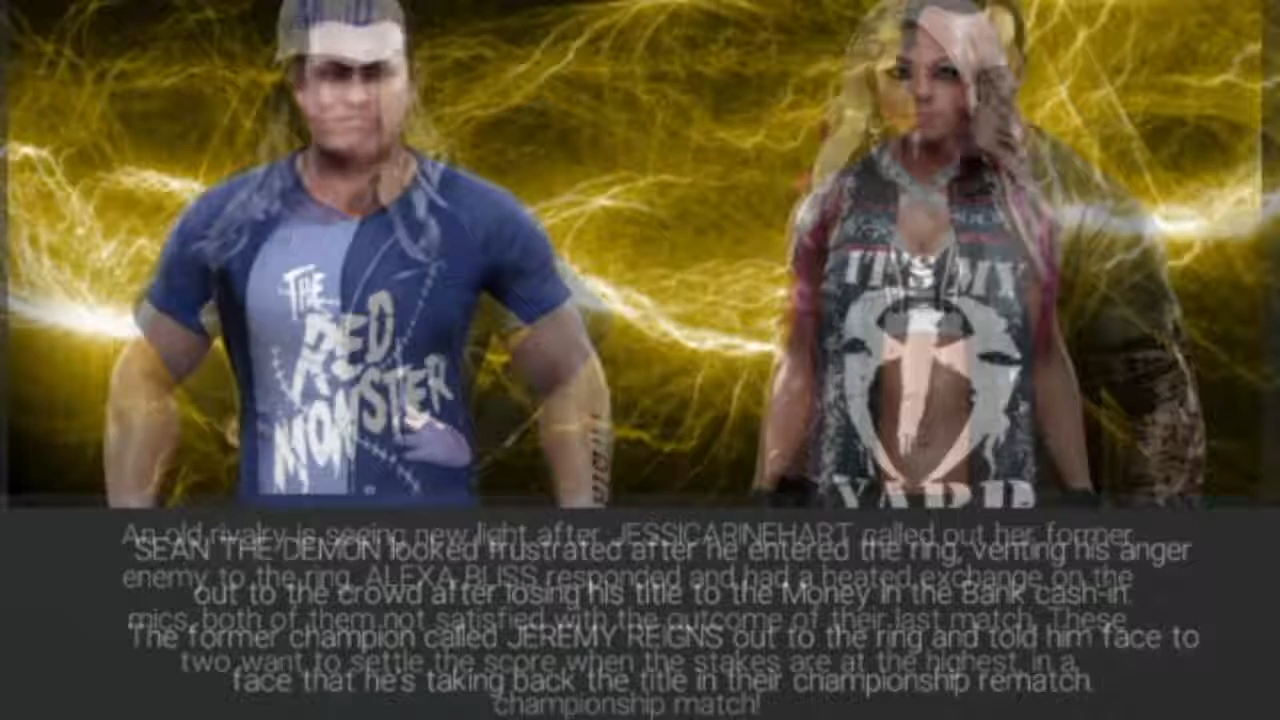 THE
RED
MONSTER
IT'S MY
YARD
An old rivalry is seeing new light after JESSICARINEHART called out her former
enemy to the ring. ALEXA BLISS responded and had a heated exchange on the
mics, both of them not satisfied with the outcome of their last match. These
two want to settle the score when the stakes are at the highest, in a
championship match!
SEAN THE DEMON looked frustrated after he entered the ring, venting his anger
out to the crowd after losing his title to the Money in the Bank cash-in
The former champion called JEREMY REIGNS out to the ring and told him face to
face that he's taking back the title in their championship rematch